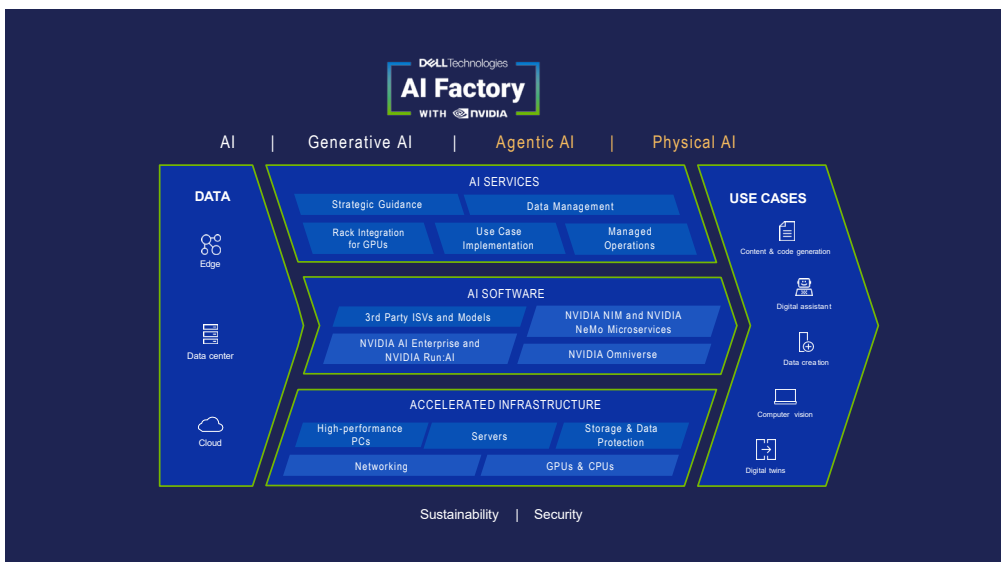 DELLTechnologies
AI Factory
WITH NVIDIA
AI | Generative AI | Agentic AI | Physical AI
DATA
Edge
Data center
Cloud
AI SERVICES
Strategic Guidance
Data Management
Rack Integration
for GPUs
Use Case
Implementation
Managed
Operations
AI SOFTWARE
3rd Party ISVs and Models
NVIDIA NIM and NVIDIA
NeMo Microservices
NVIDIA AI Enterprise and
NVIDIA Run:AI
NVIDIA Omniverse
ACCELERATED INFRASTRUCTURE
High-performance
PCs
Servers
Storage & Data
Protection
Networking
GPUs & CPUs
USE CASES
Content & code generation
Digital assistant
Data creation
Computer vision
Digital twins
Sustainability | Security